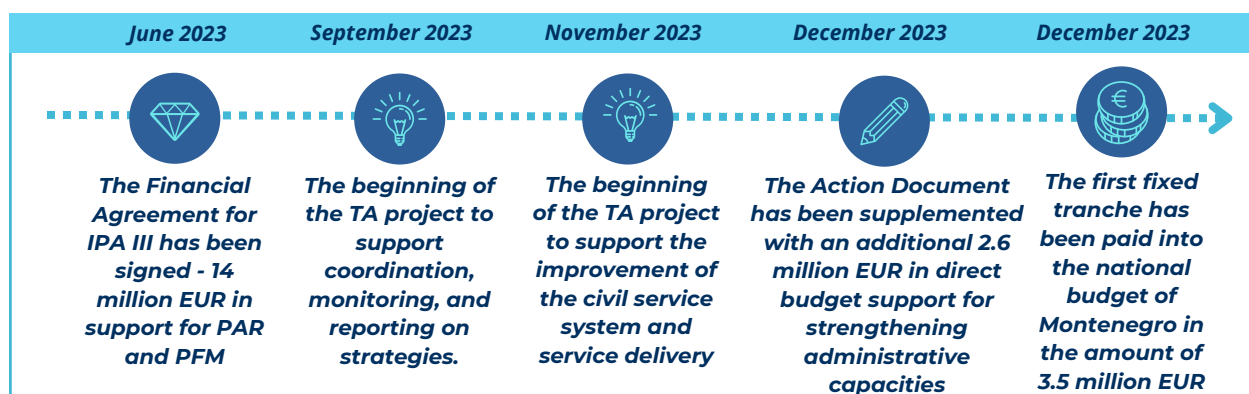 June 2023
September 2023
November 2023
December 2023
December 2023
€
The Financial
Agreement for
IPA III has been
signed - 14
million EUR in
support for PAR
and PFM
The beginning of
the TA project to
support
coordination,
monitoring, and
reporting on
strategies.
The beginning
of the TA project
to support the
improvement of
the civil service
system and
service delivery
The Action Document
has been supplemented
with an additional 2.6
million EUR in direct
budget support for
strengthening
administrative
capacities
The first fixed
tranche has
been paid into
the national
budget of
Montenegro in
the amount of
3.5 million EUR